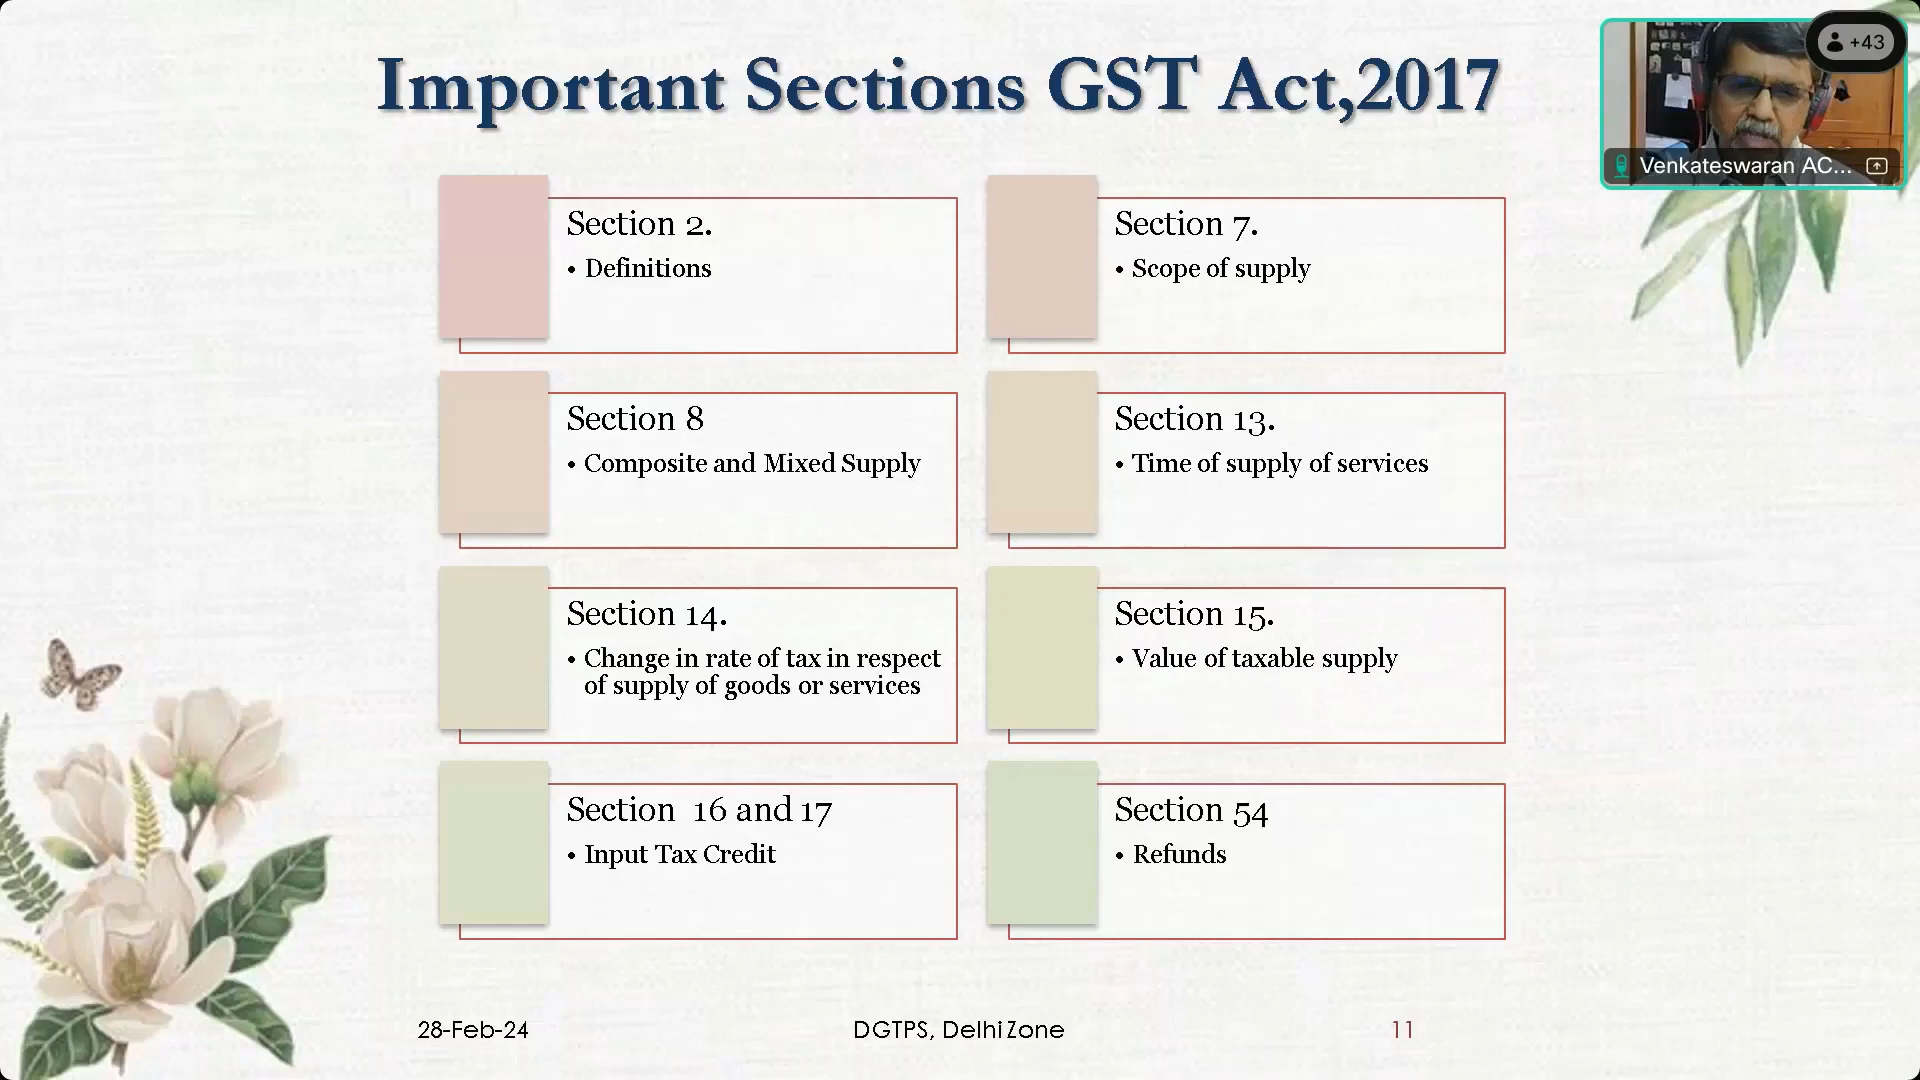 Important Sections GST Act,2017
+43
Venkateswaran AC...
Section 2.
• Definitions
Section 7.
• Scope of supply
Section 8
• Composite and Mixed Supply
Section 13.
• Time of supply of services
Section 14.
• Change in rate of tax in respect
of supply of goods or services
Section 15.
• Value of taxable supply
Section 16 and 17
• Input Tax Credit
Section 54
• Refunds
28-Feb-24
DGTPS, Delhi Zone
11